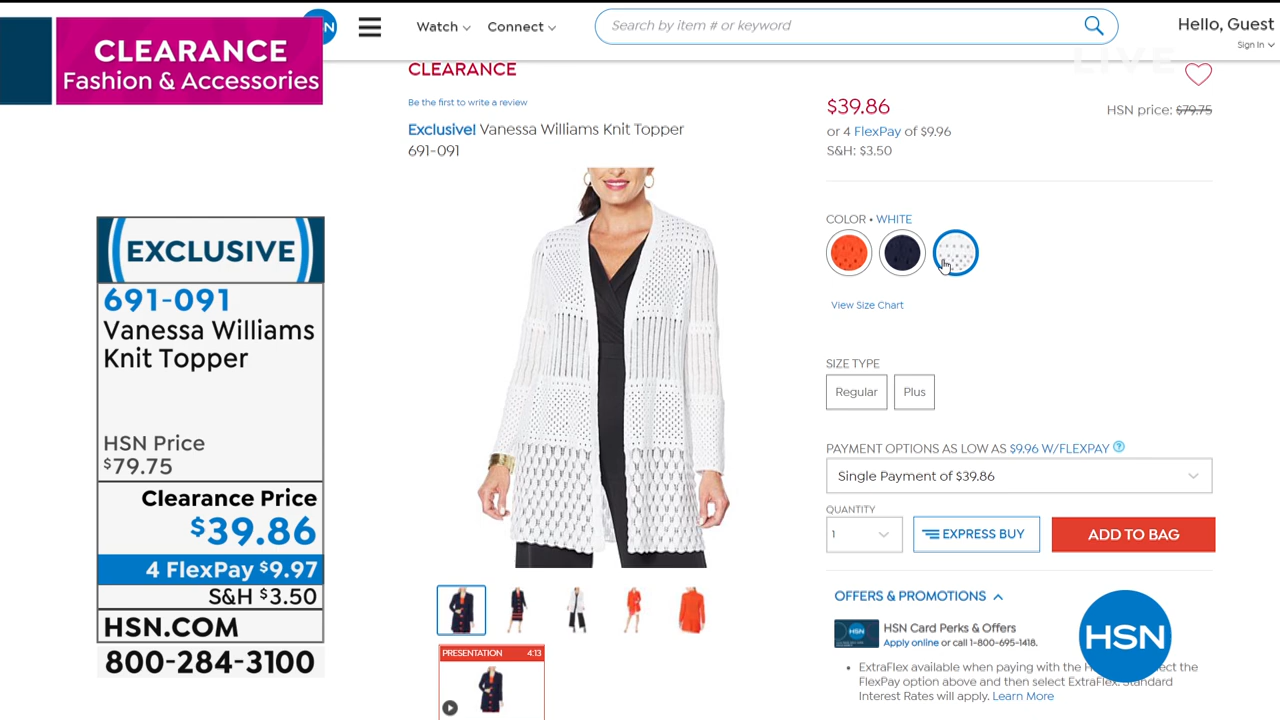 CLEARANCE
Fashion & Accessories
EXCLUSIVE
691-091
Vanessa Williams
Knit Topper
HSN Price
$79.75
Clearance Price
$39.86
4 FlexPay $9.97
S&H $3.50
HSN.COM
800-284-3100
Watch
Connect
Search by item # or keyword
Hello, Guest
Sign In
LIVE
CLEARANCE
Be the first to write a review
Exclusive! Vanessa Williams Knit Topper
691-091
PRESENTATION 4:13
$39.86
HSN price: $79.75
or 4 FlexPay of $9.96
S&H: $3.50
COLOR • WHITE
View Size Chart
SIZE TYPE
Regular
Plus
PAYMENT OPTIONS AS LOW AS $9.96 W/FLEXPAY ?
Single Payment of $39.86
QUANTITY
1
EXPRESS BUY
ADD TO BAG
OFFERS & PROMOTIONS
HSN
HSN Card Perks & Offers
Apply online or call 1-800-695-1418.
• ExtraFlex available when paying with the ect the
FlexPay option above and then select ExtraFlex. Standard
Interest Rates will apply. Learn More
HSN